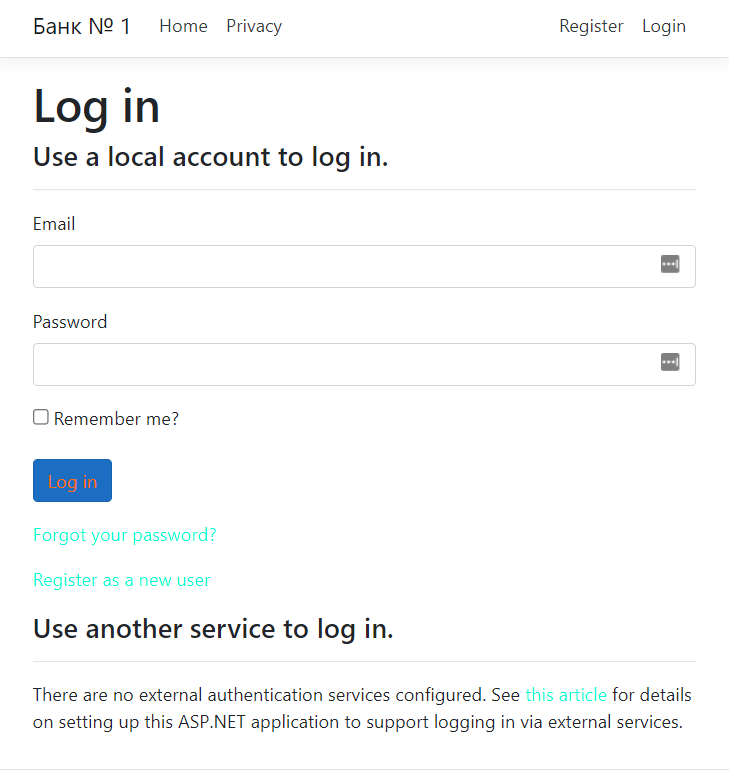 Банк № 1 Home Privacy Register Login
Log in
Use a local account to log in.
Email
Password
Remember me?
Log in
Forgot your password?
Register as a new user
Use another service to log in.
There are no external authentication services configured. See this article for details
on setting up this ASP.NET application to support logging in via external services.